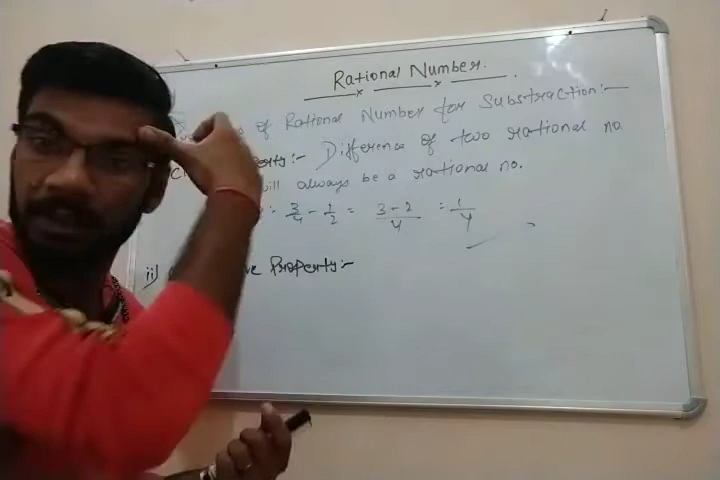 Rational Number.
of Rational Number for Substraction:-
Difference of two rational no
will always be a rational no.
3/4 - 1/2 = 3-2/4 = 1/4
ii) Property:-